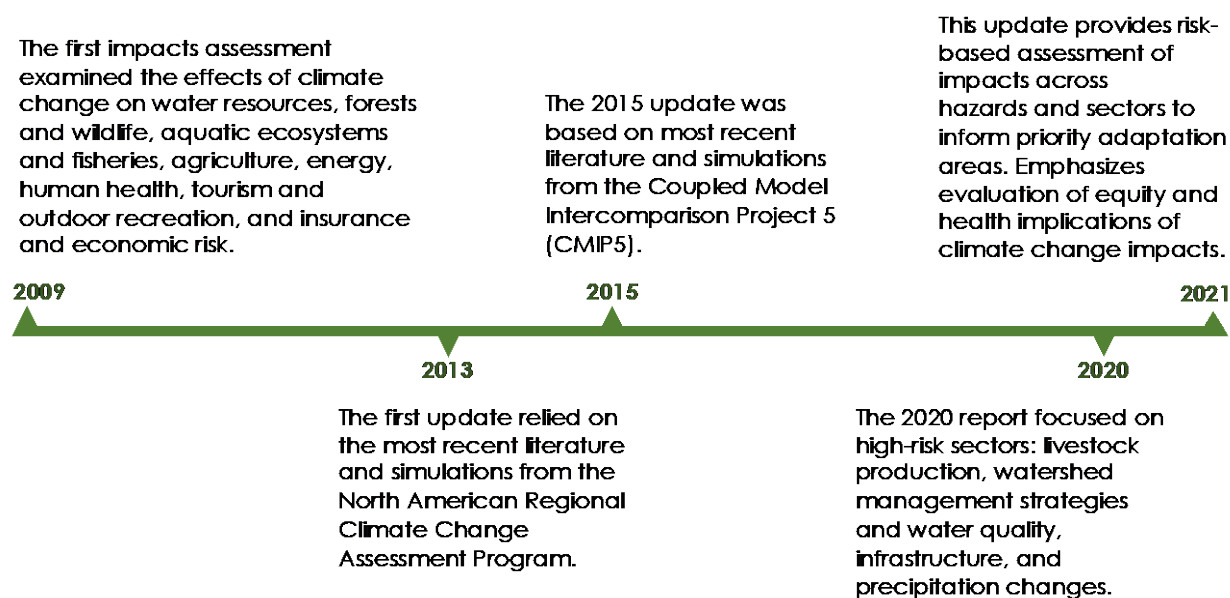 The first impacts assessment
examined the effects of climate
change on water resources, forests
and wildlife, aquatic ecosystems
and fisheries, agriculture, energy,
human health, tourism and
outdoor recreation, and insurance
and economic risk.
The 2015 update was
based on most recent
literature and simulations
from the Coupled Model
Intercomparison Project 5
(CMIP5).
This update provides risk-
based assessment of
impacts across
hazards and sectors to
inform priority adaptation
areas. Emphasizes
evaluation of equity and
health implications of
climate change impacts.
2009
2015
2021
2013
2020
The first update relied on
the most recent literature
and simulations from the
North American Regional
Climate Change
Assessment Program.
The 2020 report focused on
high-risk sectors: livestock
production, watershed
management strategies
and water quality,
infrastructure, and
precipitation changes.